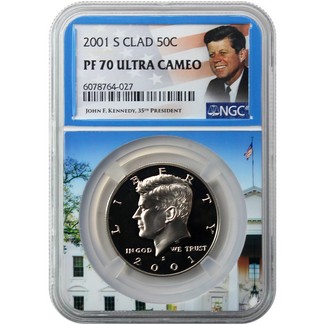 2001 S CLAD 50C
PF 70 ULTRA CAMEO
6078764-027
NGC
JOHN F. KENNEDY, 35TH PRESIDENT
LIBERTY
IN GOD WE TRUST
S
2001